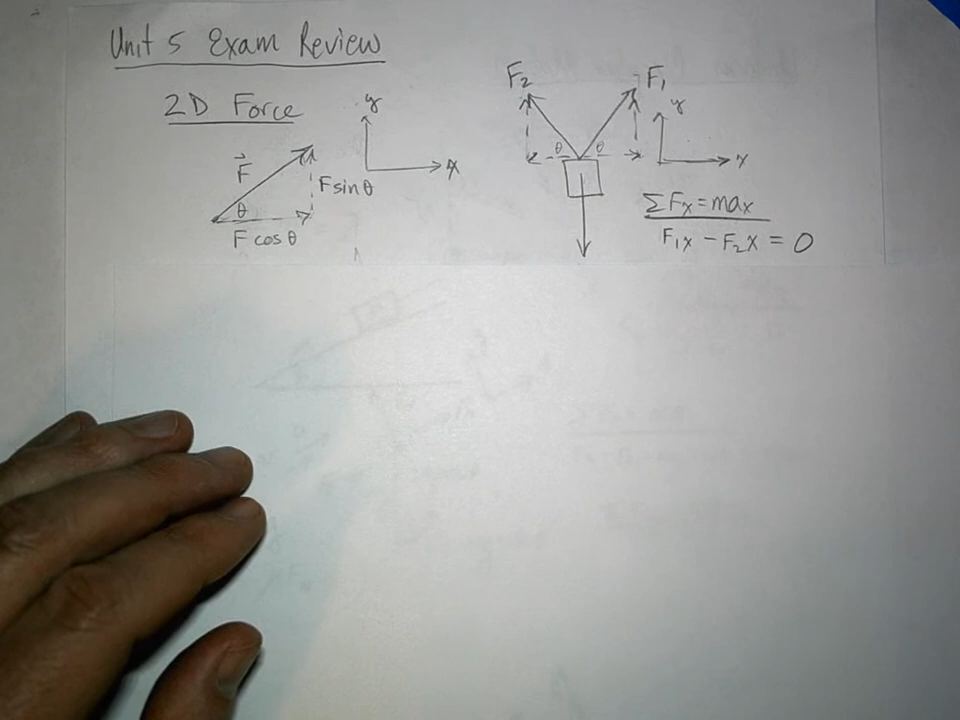 Unit 5 Exam Review
2D Force
y
x
F⃗
θ
F sin θ
F cos θ
F₂
F₁
θ
θ
y
x
ΣFx = max
F₁x − F₂x = 0